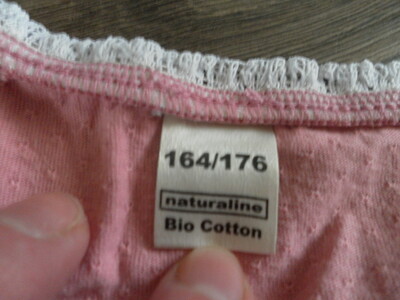 164/176
naturaline
Bio Cotton